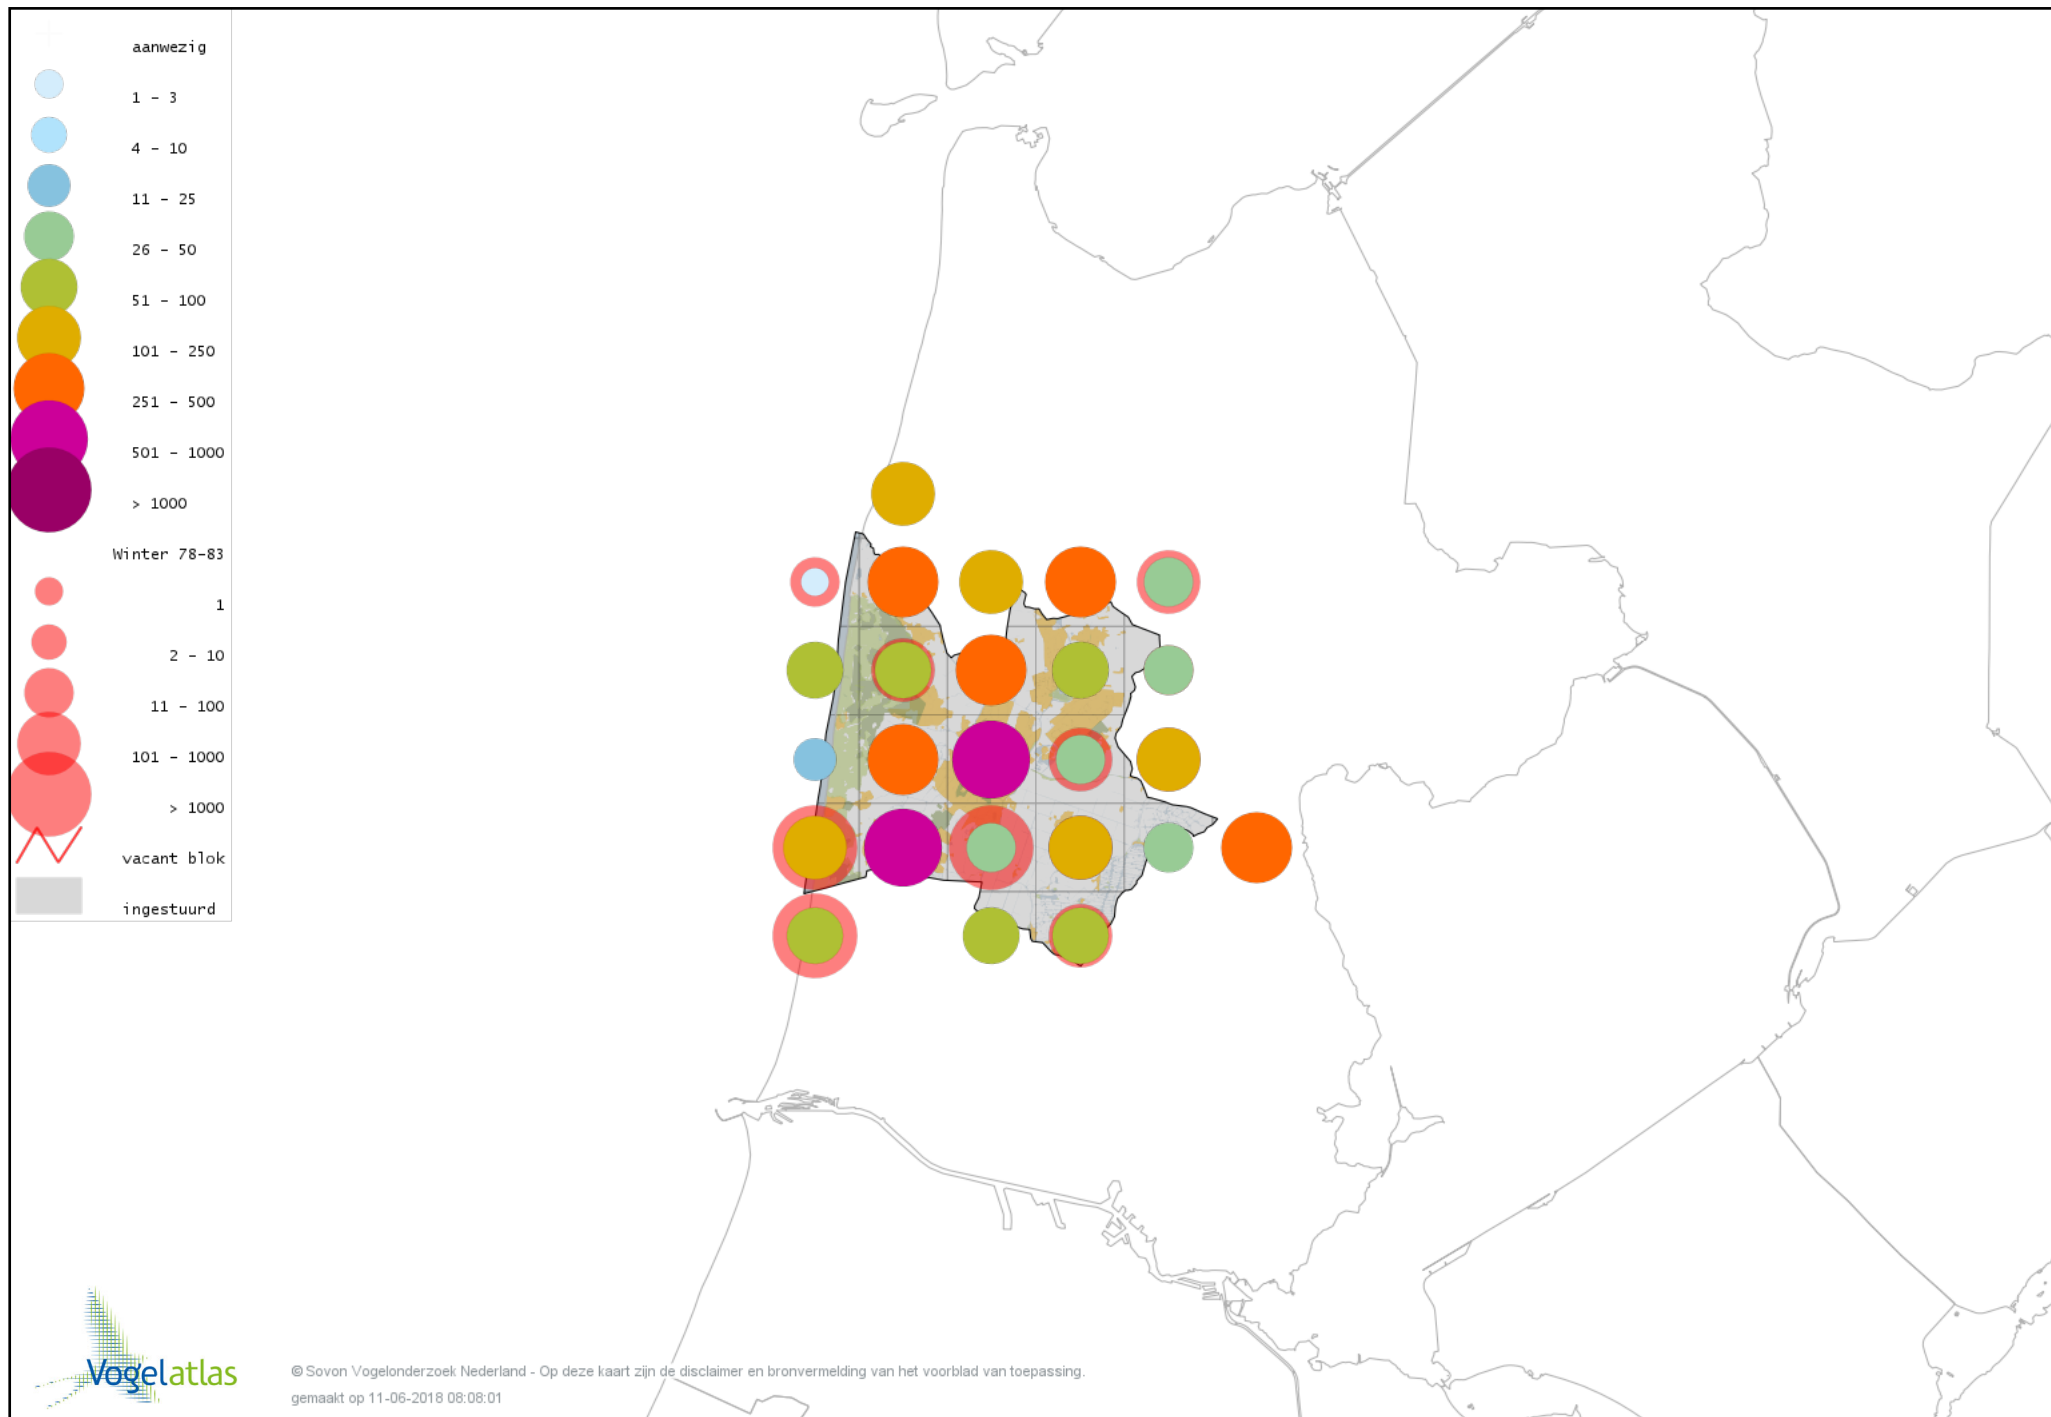 aanwezig
1 - 3
4 - 10
11 - 25
26 - 50
51 - 100
101 - 250
251 - 500
501 - 1000
> 1000
Winter 78-83
1
2 - 10
11 - 100
101 - 1000
> 1000
vacant blok
ingestuurd
Vogelatlas
© Sovon Vogelonderzoek Nederland - Op deze kaart zijn de disclaimer en bronvermelding van het voorblad van toepassing.
gemaakt op 11-06-2018 08:08:01